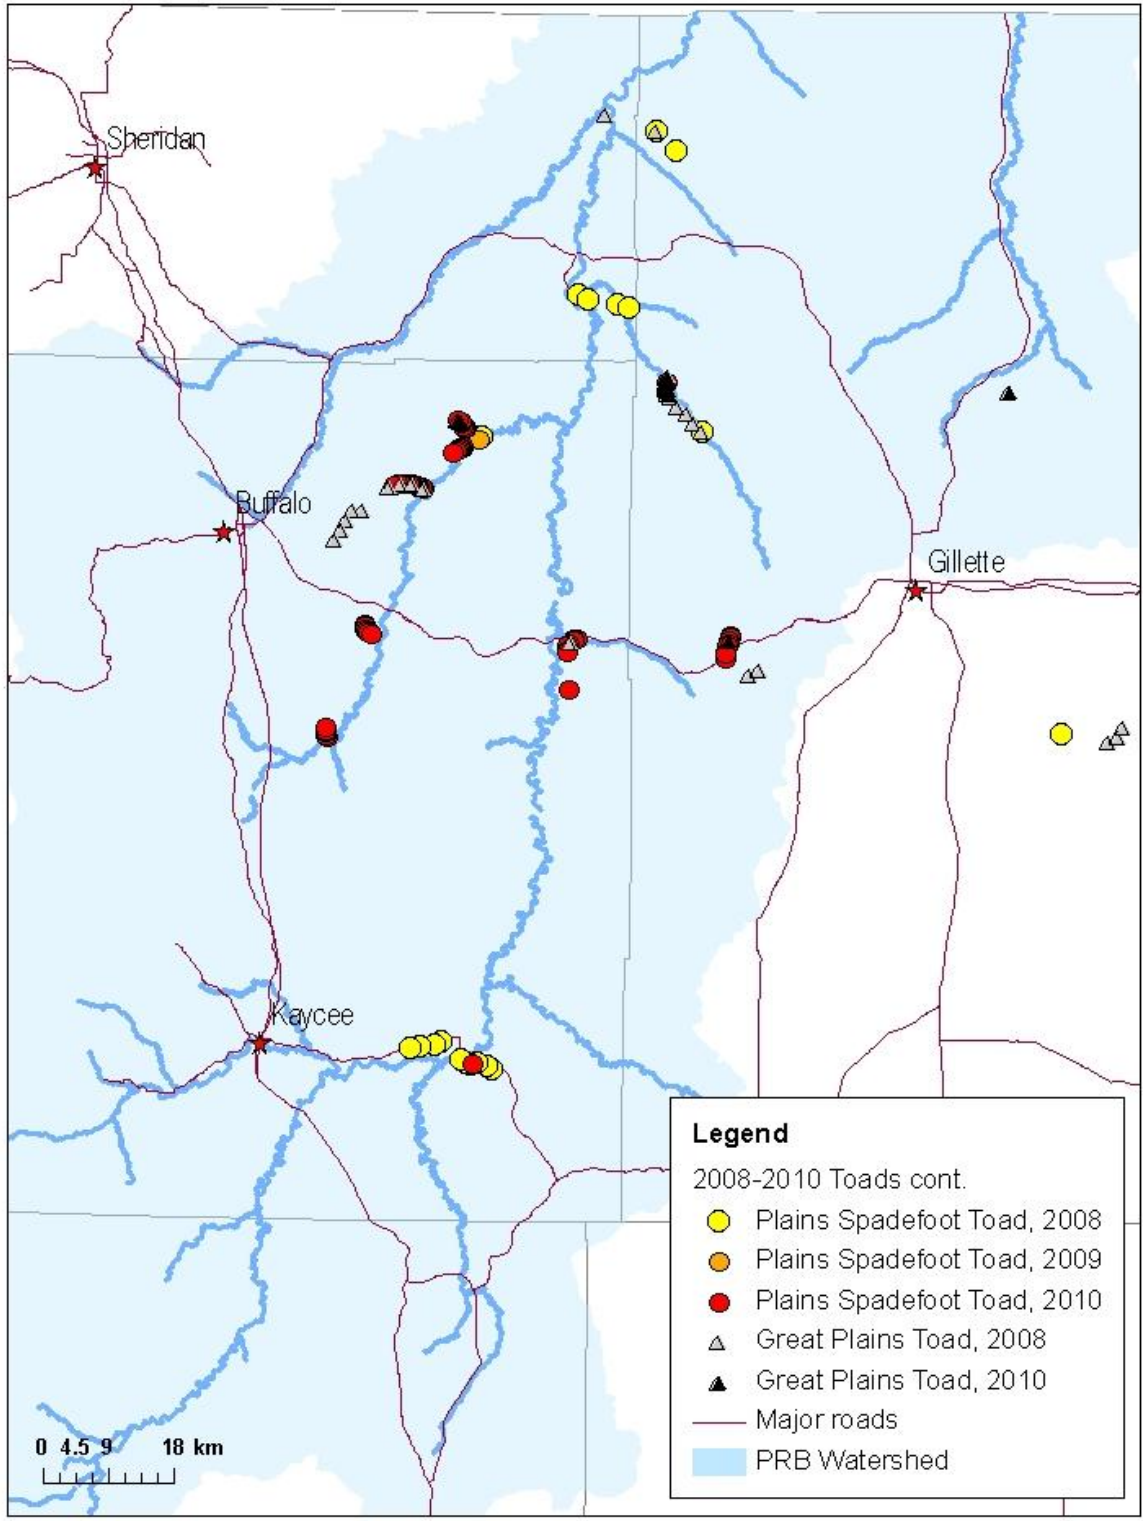 Sheridan
Buffalo
Gillette
Kaycee
Legend
2008-2010 Toads cont.
Plains Spadefoot Toad, 2008
Plains Spadefoot Toad, 2009
Plains Spadefoot Toad, 2010
Great Plains Toad, 2008
Great Plains Toad, 2010
Major roads
PRB Watershed
0 4.5 9 18 km